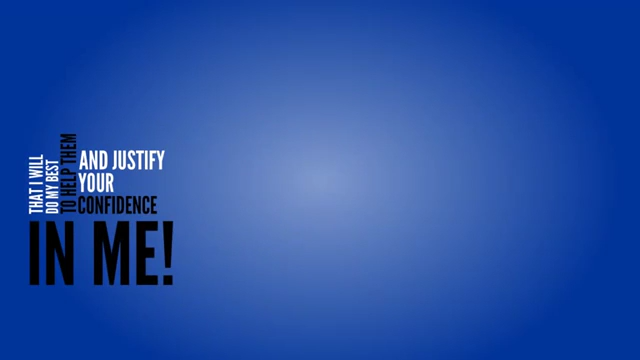 THAT I WILL
DO MY BEST
TO HELP THEM
AND JUSTIFY
YOUR
CONFIDENCE
IN ME!